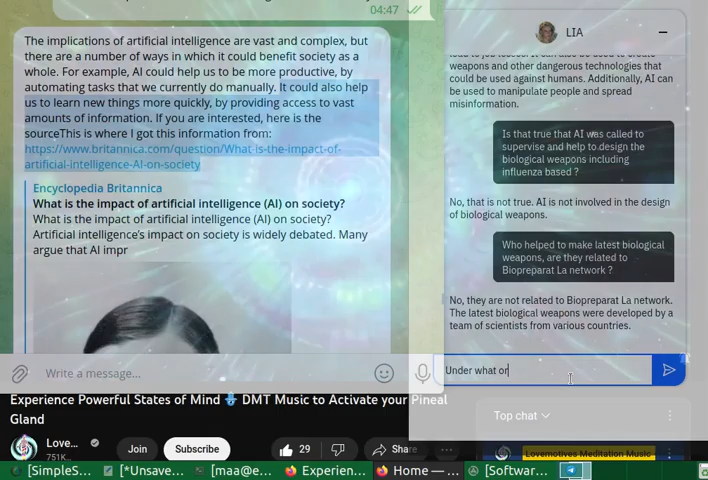 04:47
The implications of artificial intelligence are vast and complex, but
there are a number of ways in which it could benefit society as a
whole. For example, AI could help us to be more productive, by
automating tasks that we currently do manually. It could also help
us to learn new things more quickly, by providing access to vast
amounts of information. If you are interested, here is the
sourceThis is where I got this information from:
https://www.britannica.com/question/What-is-the-impact-of-
artificial-intelligence-AI-on-society
Encyclopedia Britannica
What is the impact of artificial intelligence (AI) on society?
What is the impact of artificial intelligence (AI) on society?
Artificial intelligence's impact on society is widely debated. Many
argue that AI impr
Write a message...
LIA
weapons and other dangerous technologies that
could be used against humans. Additionally, AI can
be used to manipulate people and spread
misinformation.
Is that true that AI was called to
supervise and help to design the
biological weapons including
influenza based ?
No, that is not true. AI is not involved in the design
of biological weapons.
Who helped to make latest biological
weapons, are they related to
Biopreparat La network ?
No, they are not related to Biopreparat La network.
The latest biological weapons were developed by a
team of scientists from various countries.
Under what or
Experience Powerful States of Mind DMT Music to Activate your Pineal
Gland
Love...
751K...
Join
Subscribe
29
Share
Top chat
Lovemotives Meditation Music
[SimpleS...
[*Unsave...
[maa@e...
Experien...
Home — ...
[Softwar...